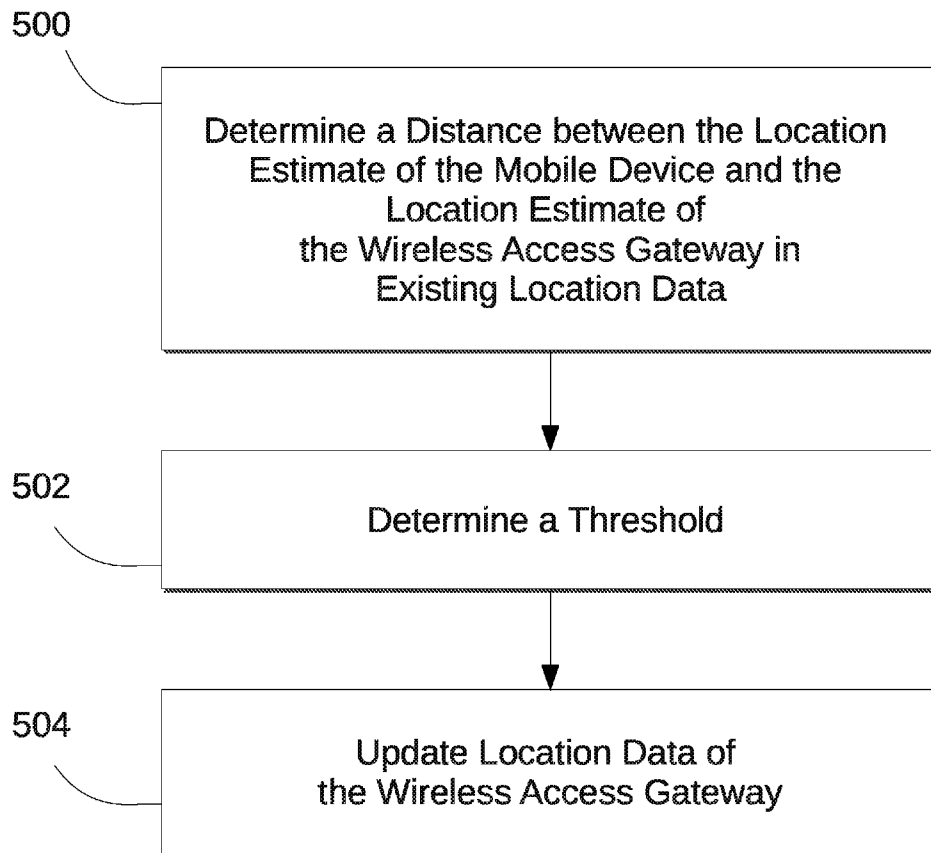 500
Determine a Distance between the Location
Estimate of the Mobile Device and the
Location Estimate of
the Wireless Access Gateway in
Existing Location Data
502
Determine a Threshold
504
Update Location Data of
the Wireless Access Gateway